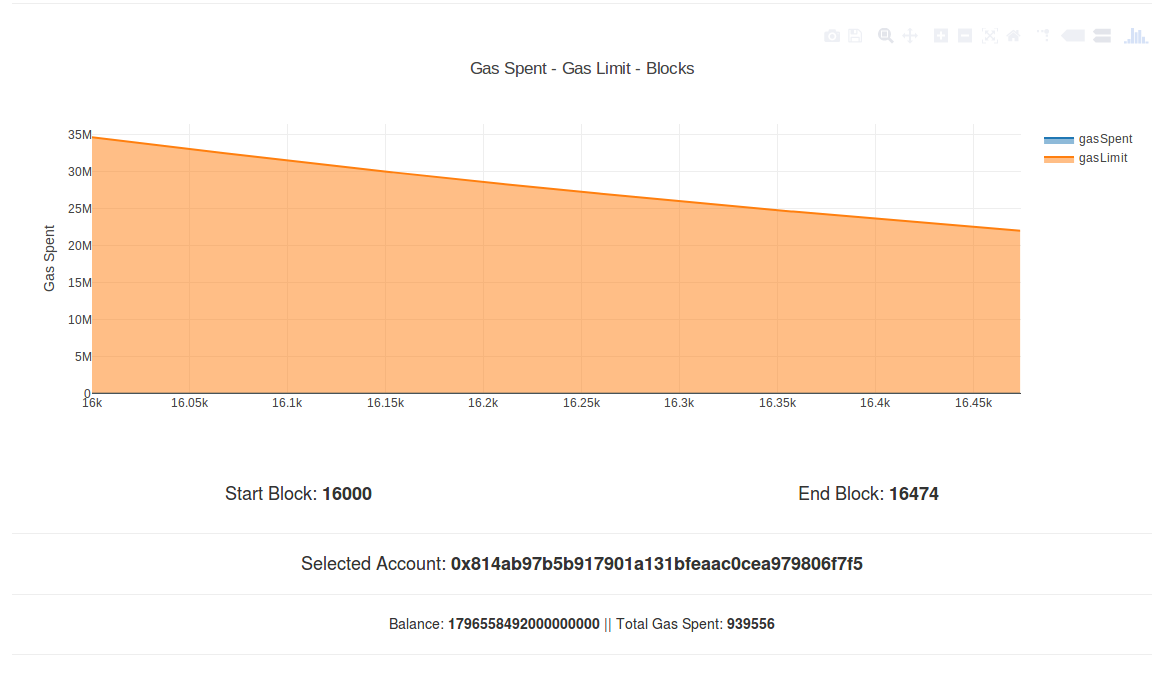 Gas Spent - Gas Limit - Blocks
gasSpent
gasLimit
Gas Spent
35M
30M
25M
20M
15M
10M
5M
0
16k 16.05k 16.1k 16.15k 16.2k 16.25k 16.3k 16.35k 16.4k 16.45k
Start Block: 16000 End Block: 16474
Selected Account: 0x814ab97b5b917901a131bfeaac0cea979806f7f5
Balance: 1796558492000000000 || Total Gas Spent: 939556